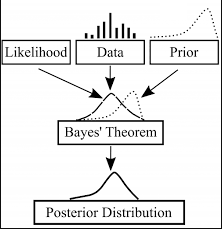 Likelihood
Data
Prior
Bayes' Theorem
Posterior Distribution